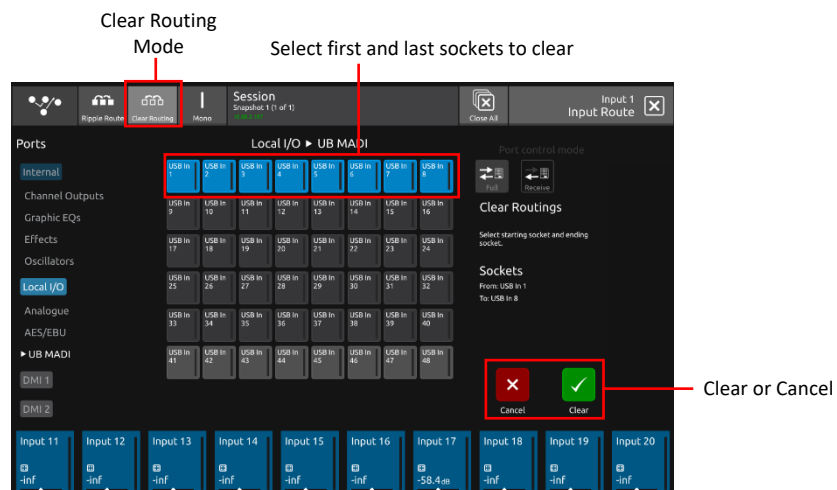 Clear Routing
Mode
Select first and last sockets to clear
Ripple Route
Clear Routing
Mono
Session
Snapshot 1 (1 of 1)
Close All
Input 1
Input Route
Ports
Local I/O ▸ UB MADI
Port control mode
Internal
USB In 1 USB In 2 USB In 3 USB In 4 USB In 5 USB In 6 USB In 7 USB In 8
Full
Receive
Channel Outputs
USB In 9 USB In 10 USB In 11 USB In 12 USB In 13 USB In 14 USB In 15 USB In 16
Clear Routings
Graphic EQs
Effects
USB In 17 USB In 18 USB In 19 USB In 20 USB In 21 USB In 22 USB In 23 USB In 24
Select starting socket and ending
socket.
Oscillators
Local I/O
USB In 25 USB In 26 USB In 27 USB In 28 USB In 29 USB In 30 USB In 31 USB In 32
Sockets
From: USB In 1
To: USB In 8
Analogue
USB In 33 USB In 34 USB In 35 USB In 36 USB In 37 USB In 38 USB In 39 USB In 40
AES/EBU
▸ UB MADI
USB In 41 USB In 42 USB In 43 USB In 44 USB In 45 USB In 46 USB In 47 USB In 48
DMI 1
DMI 2
Cancel
Clear
Clear or Cancel
Input 11 Input 12 Input 13 Input 14 Input 15 Input 16 Input 17 Input 18 Input 19 Input 20
-inf -inf -inf -inf -inf -inf -58.4dB -inf -inf -inf